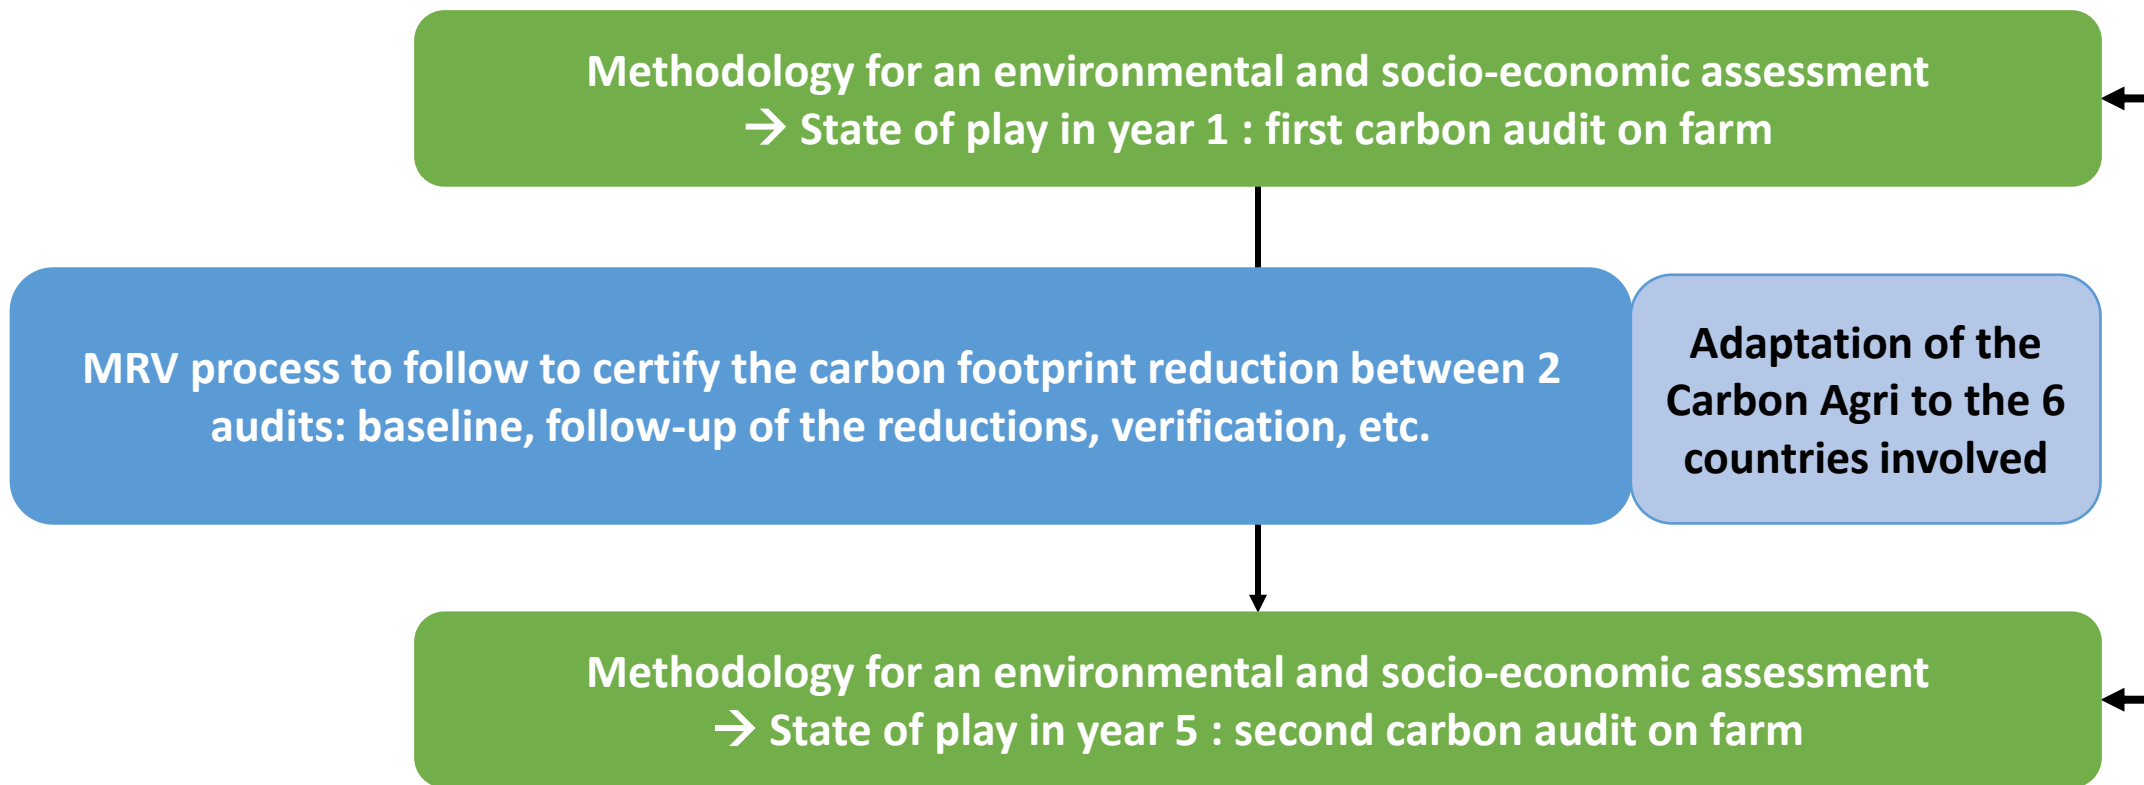 Methodology for an environmental and socio-economic assessment
→ State of play in year 1 : first carbon audit on farm
MRV process to follow to certify the carbon footprint reduction between 2
audits: baseline, follow-up of the reductions, verification, etc.
Adaptation of the
Carbon Agri to the 6
countries involved
Methodology for an environmental and socio-economic assessment
→ State of play in year 5 : second carbon audit on farm